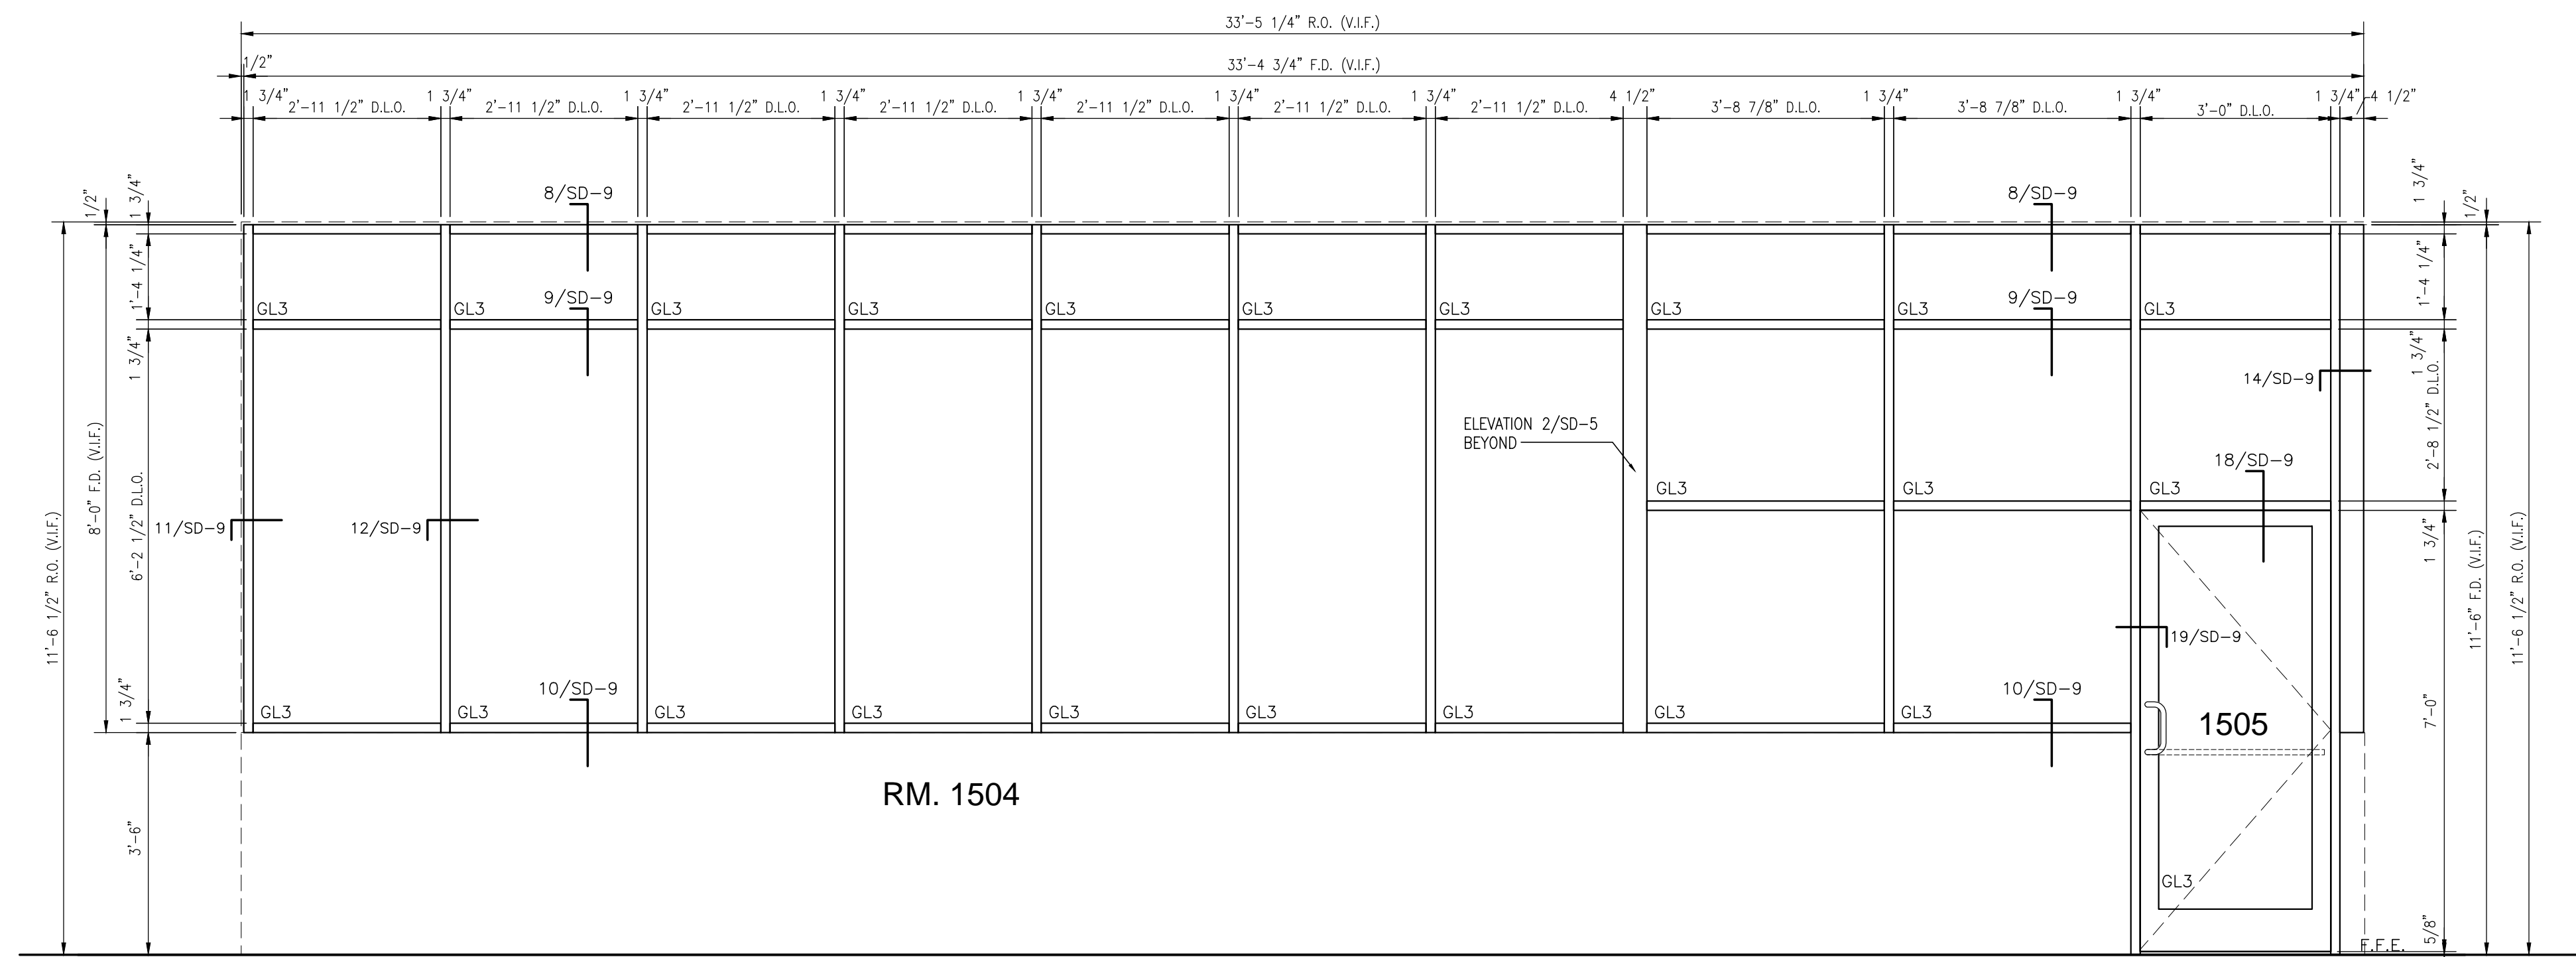 33'-5 1/4" R.O. (V.I.F.)
1/2"
33'-4 3/4" F.D. (V.I.F.)
1 3/4"
2'-11 1/2" D.L.O.
1 3/4"
2'-11 1/2" D.L.O.
1 3/4"
2'-11 1/2" D.L.O.
1 3/4"
2'-11 1/2" D.L.O.
1 3/4"
2'-11 1/2" D.L.O.
1 3/4"
2'-11 1/2" D.L.O.
1 3/4"
2'-11 1/2" D.L.O.
4 1/2"
3'-8 7/8" D.L.O.
1 3/4"
3'-8 7/8" D.L.O.
1 3/4"
3'-0" D.L.O.
1 3/4"
4 1/2"
1/2"
1 3/4"
8/SD-9
8/SD-9
1 3/4"
1/2"
1'-4 1/4"
GL3
GL3
9/SD-9
GL3
GL3
GL3
GL3
GL3
GL3
GL3
9/SD-9
GL3
1'-4 1/4"
1 3/4"
1 3/4"
14/SD-9
ELEVATION 2/SD-5
BEYOND
2'-8 1/2" D.L.O.
18/SD-9
GL3
GL3
GL3
11'-6 1/2" R.O. (V.I.F.)
8'-0" F.D. (V.I.F.)
6'-2 1/2" D.L.O.
11/SD-9
12/SD-9
1 3/4"
11'-6" F.D. (V.I.F.)
11'-6 1/2" R.O. (V.I.F.)
19/SD-9
1 3/4"
10/SD-9
10/SD-9
GL3
GL3
GL3
GL3
GL3
GL3
GL3
GL3
GL3
1505
7'-0"
RM. 1504
3'-6"
GL3
5/8"
F.F.E.